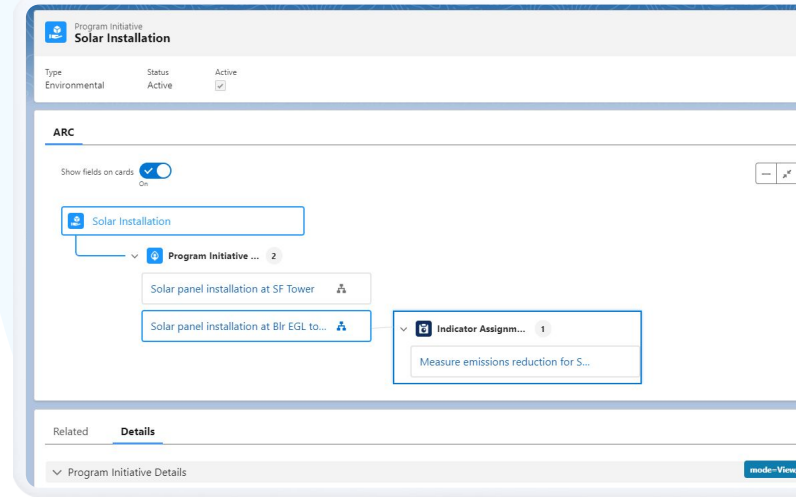 Program Initiative
Solar Installation
Type Status Active
Environmental Active
ARC
Show fields on cards
On
Solar Installation
Program Initiative ... 2
Solar panel installation at SF Tower
Solar panel installation at Blr EGL to...
Indicator Assignm... 1
Measure emissions reduction for S...
Related Details
Program Initiative Details
mode=View